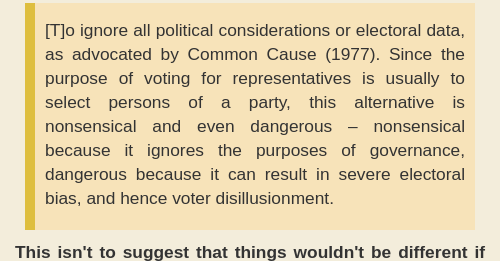 [T]o ignore all political considerations or electoral data,
as advocated by Common Cause (1977). Since the
purpose of voting for representatives is usually to
select persons of a party, this alternative is
nonsensical and even dangerous – nonsensical
because it ignores the purposes of governance,
dangerous because it can result in severe electoral
bias, and hence voter disillusionment.
This isn't to suggest that things wouldn't be different if